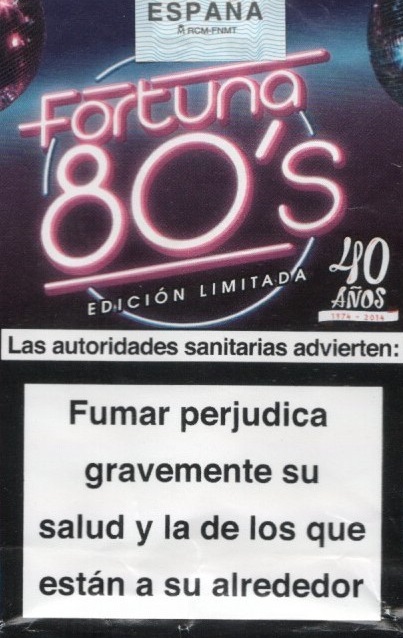 ESPAÑA
RCM-FNMT
Fortuna
80's
EDICIÓN LIMITADA
40
AÑOS
1974 - 2014
Las autoridades sanitarias advierten:
Fumar perjudica
gravemente su
salud y la de los que
están a su alrededor